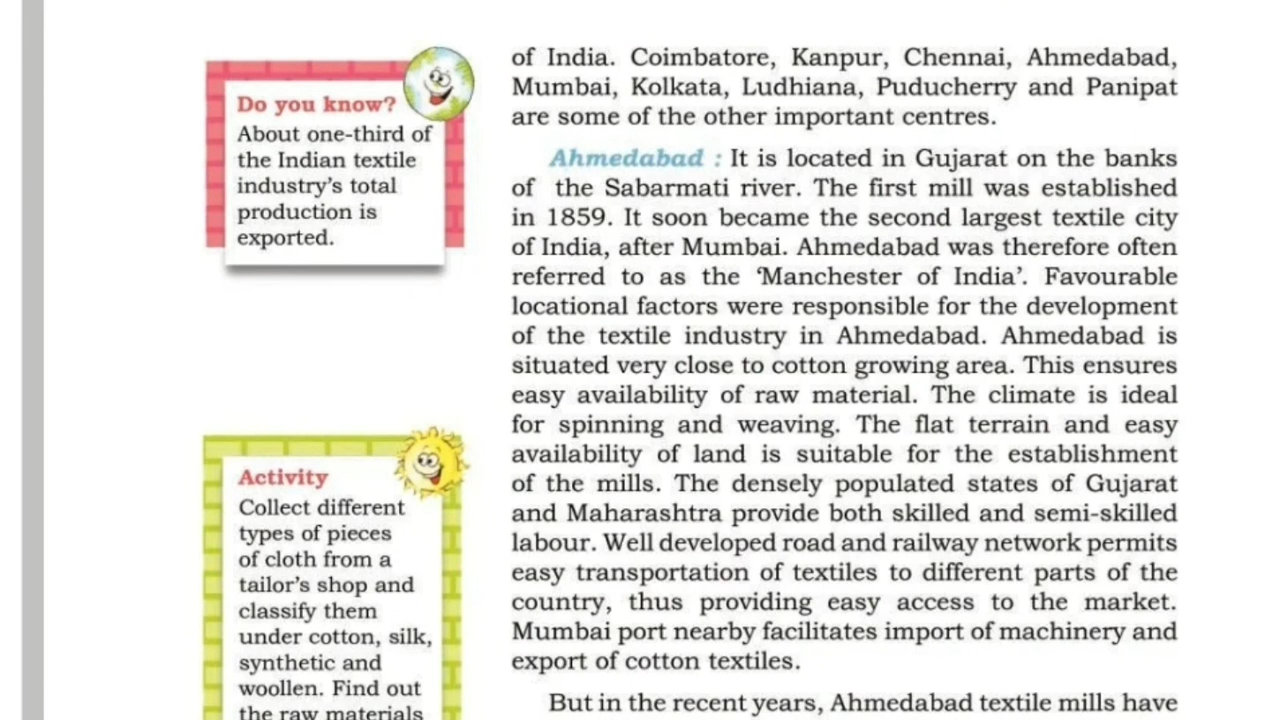 Do you know?
About one-third of
the Indian textile
industry's total
production is
exported.
Activity
Collect different
types of pieces
of cloth from a
tailor's shop and
classify them
under cotton, silk,
synthetic and
woollen. Find out
the raw materials
of India. Coimbatore, Kanpur, Chennai, Ahmedabad,
Mumbai, Kolkata, Ludhiana, Puducherry and Panipat
are some of the other important centres.
Ahmedabad : It is located in Gujarat on the banks
of the Sabarmati river. The first mill was established
in 1859. It soon became the second largest textile city
of India, after Mumbai. Ahmedabad was therefore often
referred to as the ‘Manchester of India’. Favourable
locational factors were responsible for the development
of the textile industry in Ahmedabad. Ahmedabad is
situated very close to cotton growing area. This ensures
easy availability of raw material. The climate is ideal
for spinning and weaving. The flat terrain and easy
availability of land is suitable for the establishment
of the mills. The densely populated states of Gujarat
and Maharashtra provide both skilled and semi-skilled
labour. Well developed road and railway network permits
easy transportation of textiles to different parts of the
country, thus providing easy access to the market.
Mumbai port nearby facilitates import of machinery and
export of cotton textiles.
But in the recent years, Ahmedabad textile mills have